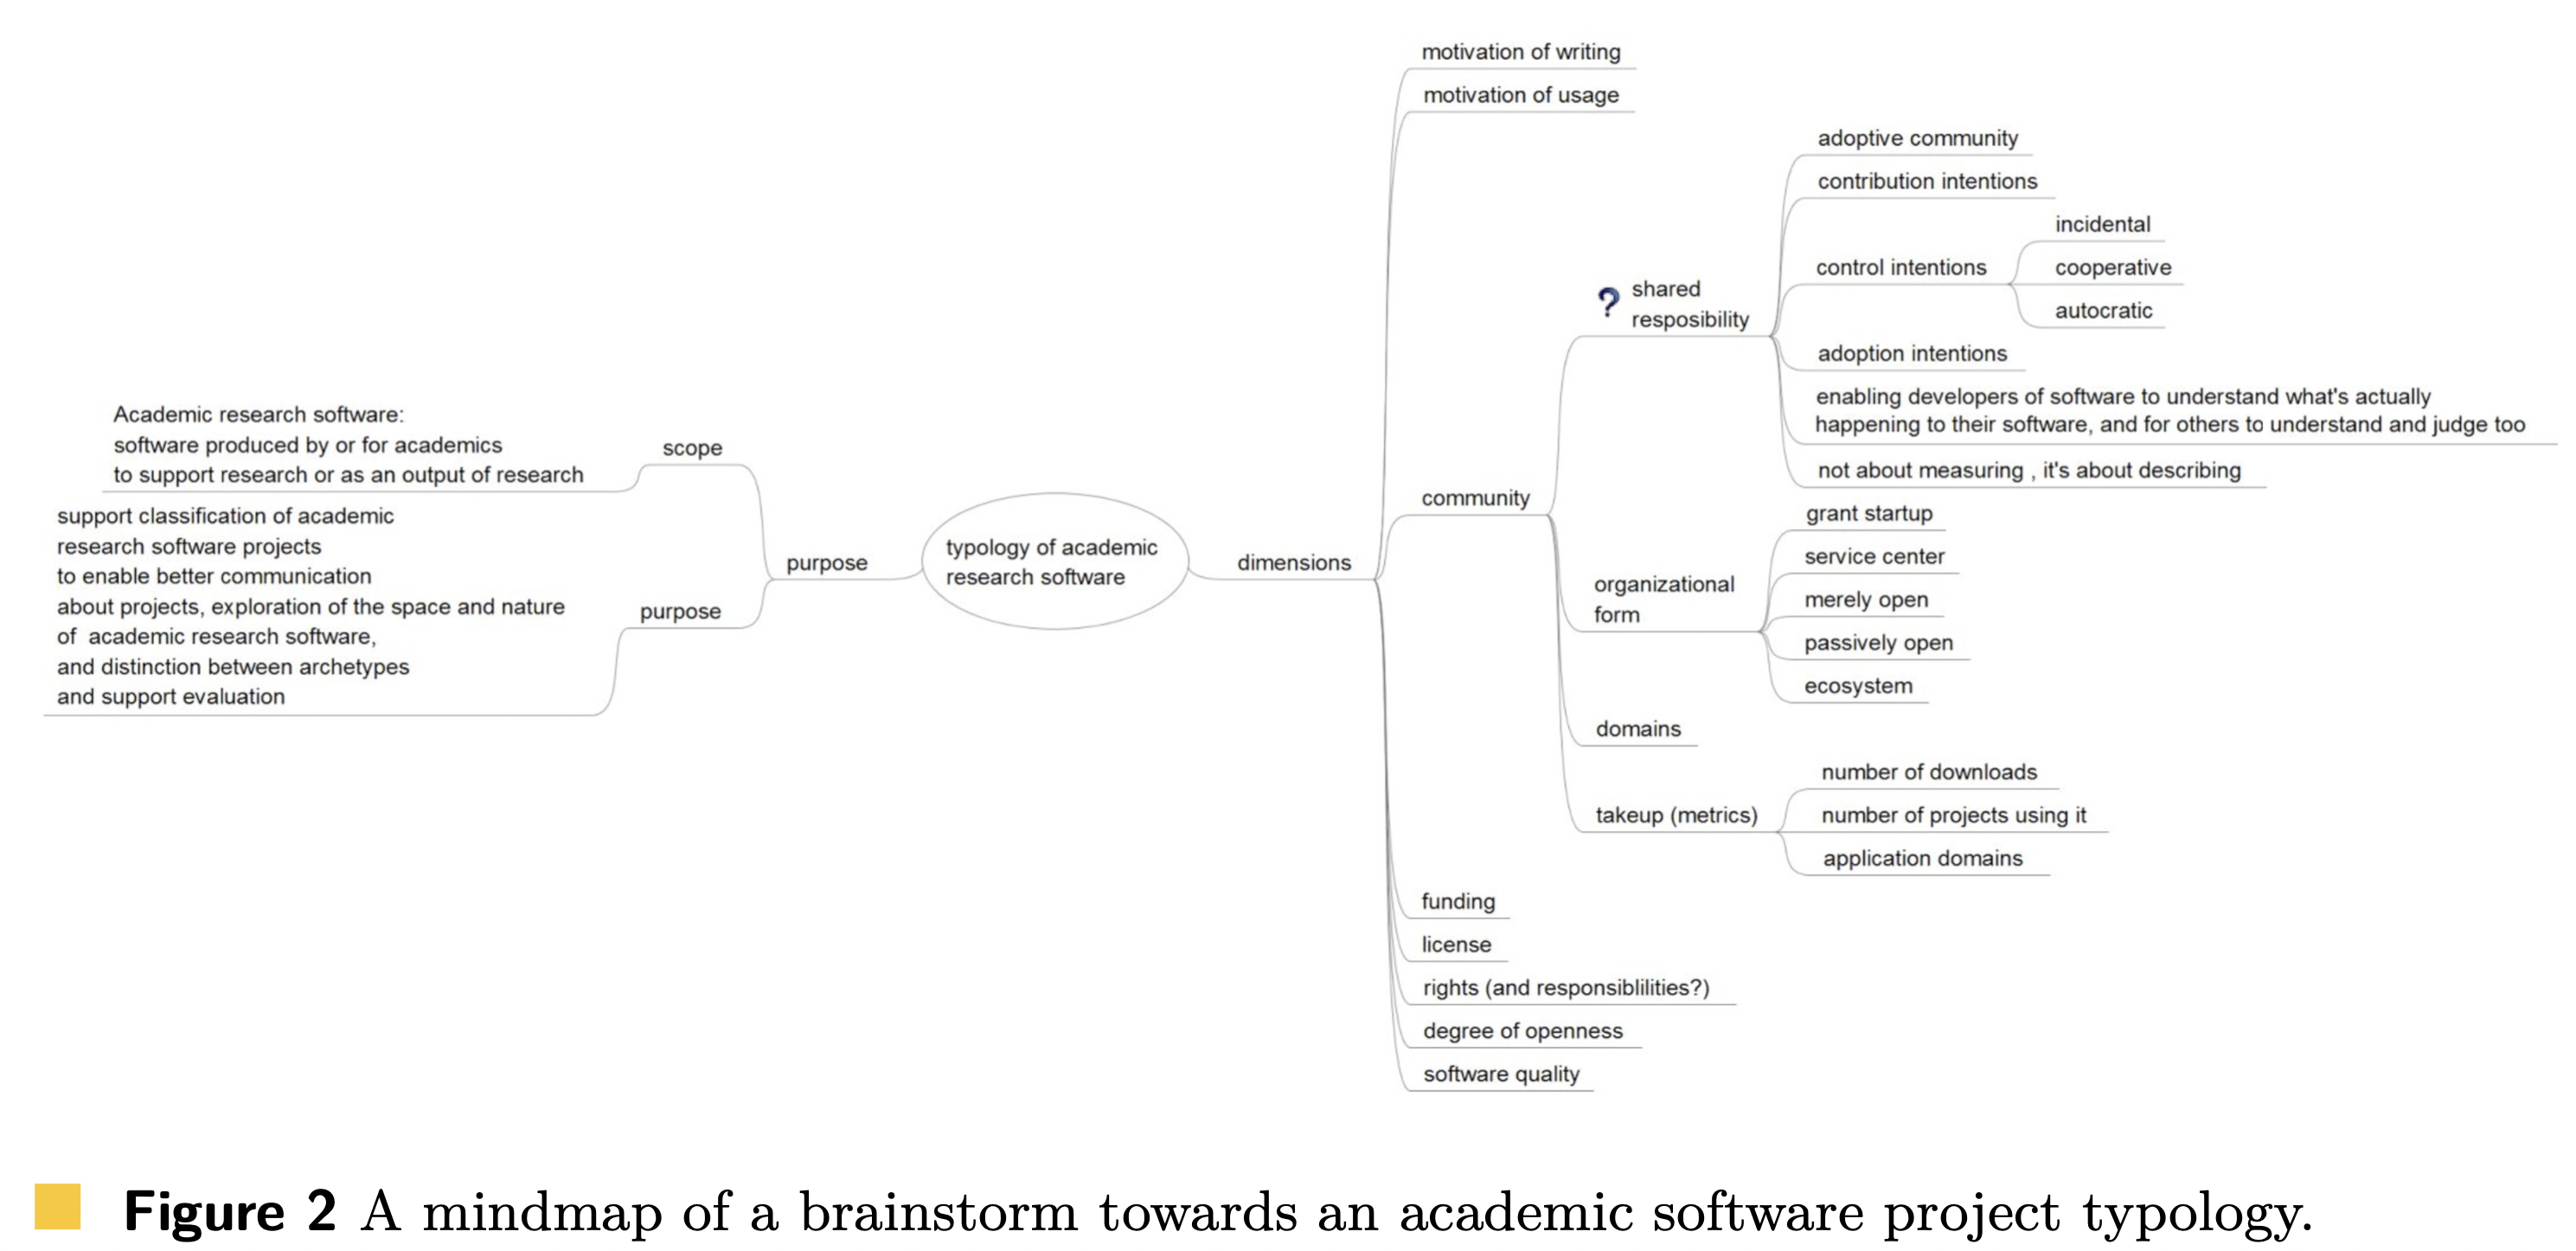 motivation of writing
motivation of usage
adoptive community
contribution intentions
incidental
control intentions
cooperative
autocratic
shared
resposibility
adoption intentions
enabling developers of software to understand what's actually
happening to their software, and for others to understand and judge too
not about measuring , it's about describing
community
grant startup
service center
organizational
form
merely open
passively open
ecosystem
domains
number of downloads
takeup (metrics)
number of projects using it
application domains
funding
license
rights (and responsiblilities?)
degree of openness
software quality
dimensions
typology of academic
research software
purpose
scope
Academic research software:
software produced by or for academics
to support research or as an output of research
purpose
support classification of academic
research software projects
to enable better communication
about projects, exploration of the space and nature
of academic research software,
and distinction between archetypes
and support evaluation
Figure 2 A mindmap of a brainstorm towards an academic software project typology.